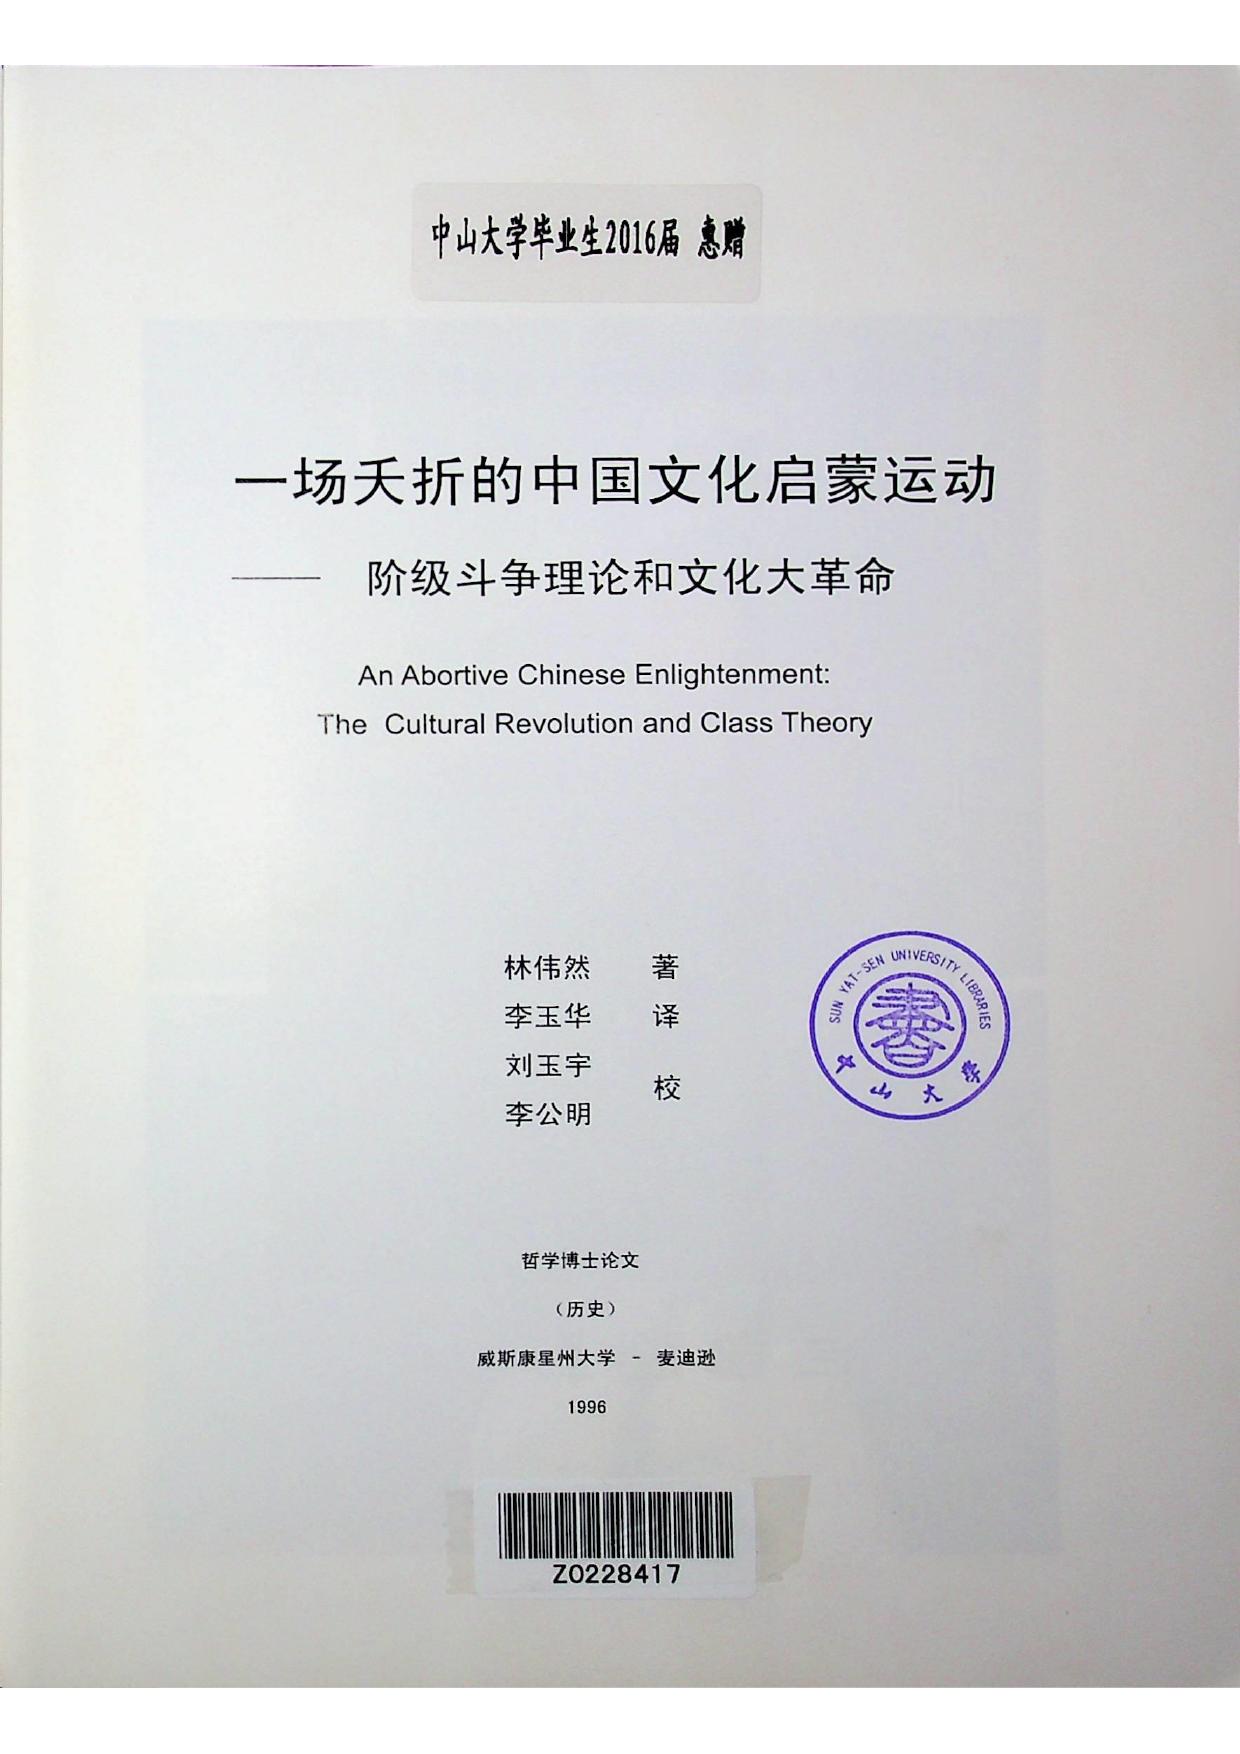 中山大学毕业生2016届 惠赠
一场夭折的中国文化启蒙运动
—— 阶级斗争理论和文化大革命
An Abortive Chinese Enlightenment:
The Cultural Revolution and Class Theory
林伟然 著
李玉华 译
刘玉宇
校
李公明
SUN YAT-SEN UNIVERSITY LIBRARIES
中山大学
哲学博士论文
（历史）
威斯康星州大学 - 麦迪逊
1996
Z0228417